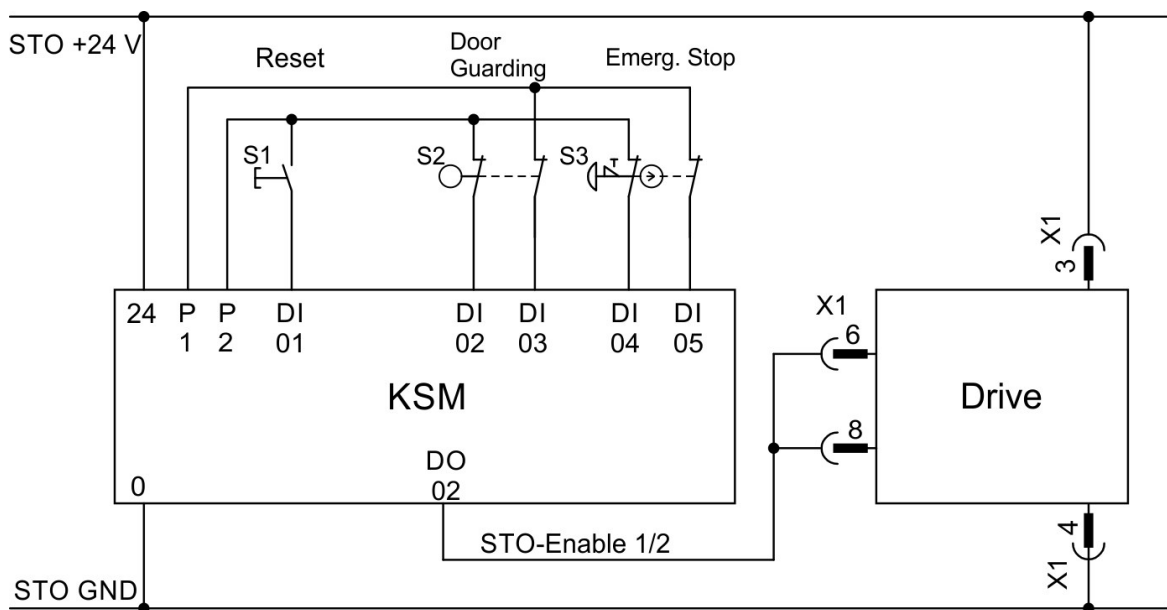 STO +24 V
Reset
Door
Guarding
Emerg. Stop
S1
S2
S3
24 P P DI DI DI DI DI
1 2 01 02 03 04 05
KSM
DO
02
0
STO-Enable 1/2
STO GND
X1
3
X1
6
8
Drive
4
X1